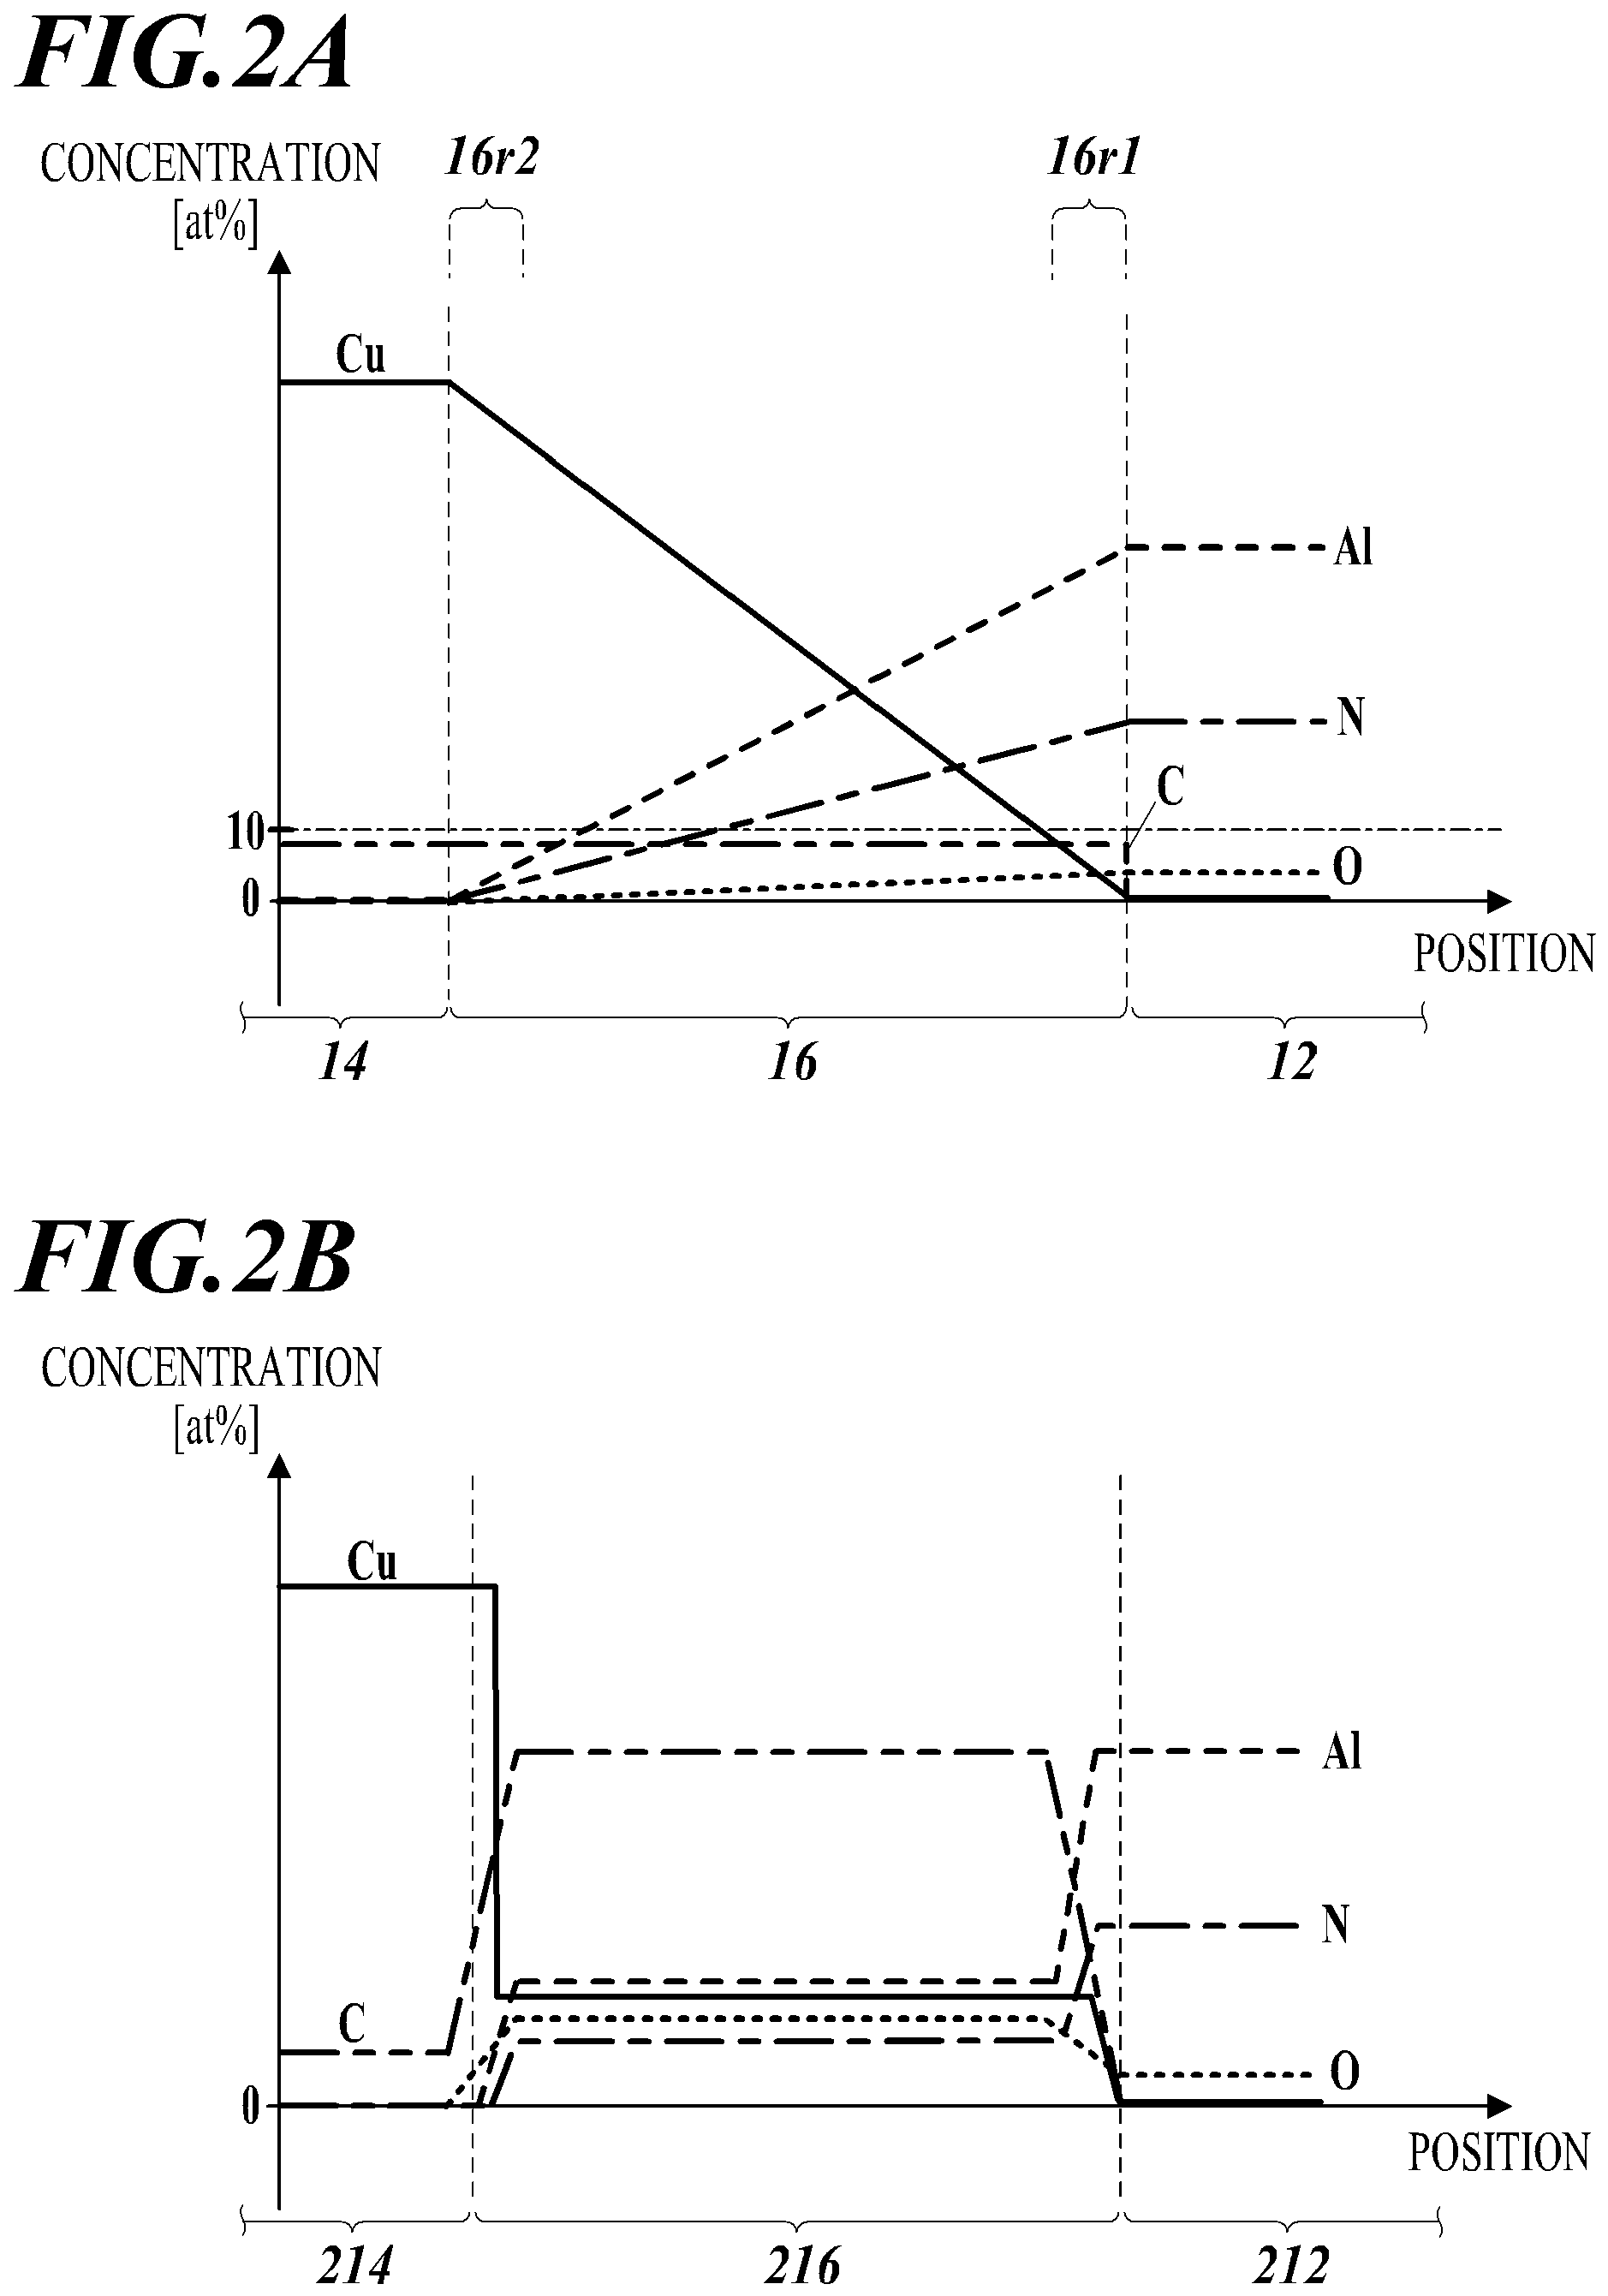 FIG.2A
CONCENTRATION
[at%]
16r2
16r1
Cu
Al
N
C
10
O
0
POSITION
14
16
12
FIG.2B
CONCENTRATION
[at%]
Cu
Al
N
C
O
0
POSITION
214
216
212